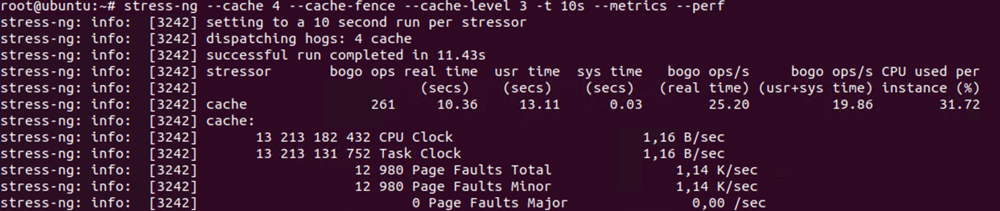 root@ubuntu:~# stress-ng --cache 4 --cache-fence --cache-level 3 -t 10s --metrics --perf
stress-ng: info:  [3242] setting to a 10 second run per stressor
stress-ng: info:  [3242] dispatching hogs: 4 cache
stress-ng: info:  [3242] successful run completed in 11.43s
stress-ng: info:  [3242] stressor       bogo ops real time  usr time  sys time   bogo ops/s     bogo ops/s CPU used per
stress-ng: info:  [3242]                           (secs)    (secs)    (secs)   (real time) (usr+sys time) instance (%)
stress-ng: info:  [3242] cache               261     10.36     13.11      0.03        25.20          19.86        31.72
stress-ng: info:  [3242] cache:
stress-ng: info:  [3242]       13 213 182 432 CPU Clock                       1,16 B/sec
stress-ng: info:  [3242]       13 213 131 752 Task Clock                      1,16 B/sec
stress-ng: info:  [3242]                   12 980 Page Faults Total               1,14 K/sec
stress-ng: info:  [3242]                   12 980 Page Faults Minor               1,14 K/sec
stress-ng: info:  [3242]                          0 Page Faults Major               0,00 /sec